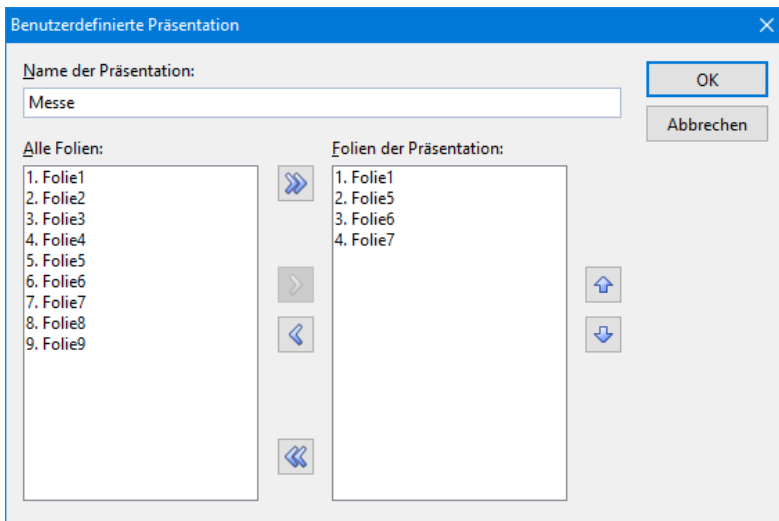 Benutzerdefinierte Präsentation
Name der Präsentation:
Messe
OK
Abbrechen
Alle Folien:
1. Folie1
2. Folie2
3. Folie3
4. Folie4
5. Folie5
6. Folie6
7. Folie7
8. Folie8
9. Folie9
Folien der Präsentation:
1. Folie1
2. Folie5
3. Folie6
4. Folie7